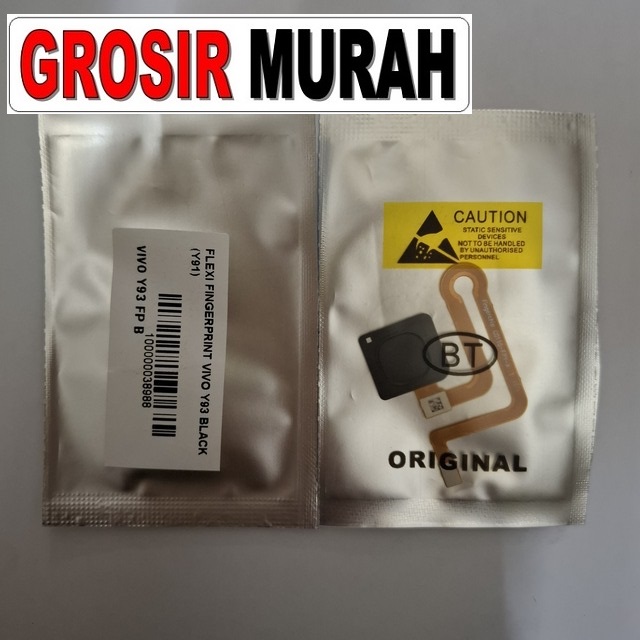 GROSIR MURAH
FLEXI FINGERPRINT VIVO Y93 BLACK
(Y91)
100000038988
VIVO Y93 FP B
CAUTION
STATIC SENSITIVE
DEVICES
NOT TO BE HANDLED
BY UNAUTHORISED
PERSONNEL
BT
ORIGINAL